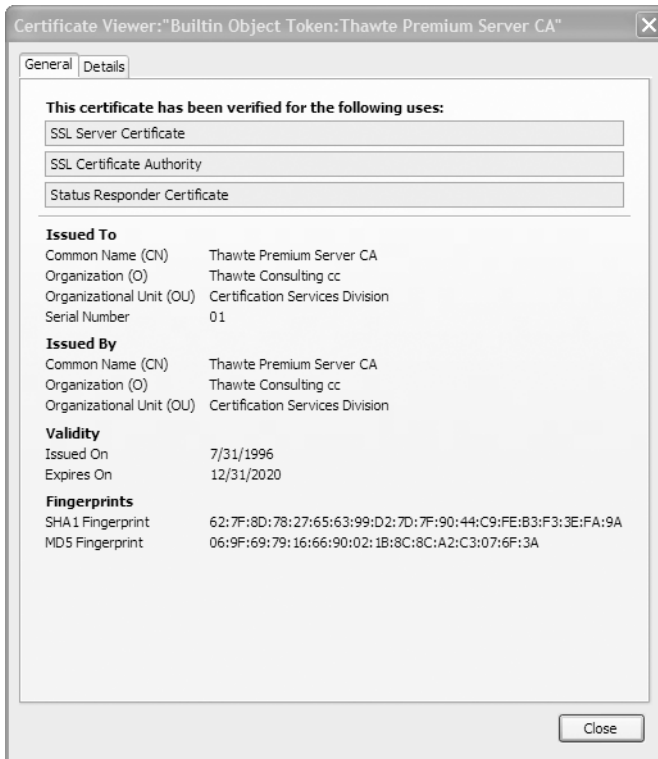 Certificate Viewer:"Builtin Object Token:Thawte Premium Server CA"
General Details
This certificate has been verified for the following uses:
SSL Server Certificate
SSL Certificate Authority
Status Responder Certificate
Issued To
Common Name (CN) Thawte Premium Server CA
Organization (O) Thawte Consulting cc
Organizational Unit (OU) Certification Services Division
Serial Number 01
Issued By
Common Name (CN) Thawte Premium Server CA
Organization (O) Thawte Consulting cc
Organizational Unit (OU) Certification Services Division
Validity
Issued On 7/31/1996
Expires On 12/31/2020
Fingerprints
SHA1 Fingerprint 62:7F:8D:78:27:65:63:99:D2:7D:7F:90:44:C9:FE:B3:F3:3E:FA:9A
MD5 Fingerprint 06:9F:69:79:16:66:90:02:1B:8C:8C:A2:C3:07:6F:3A
Close